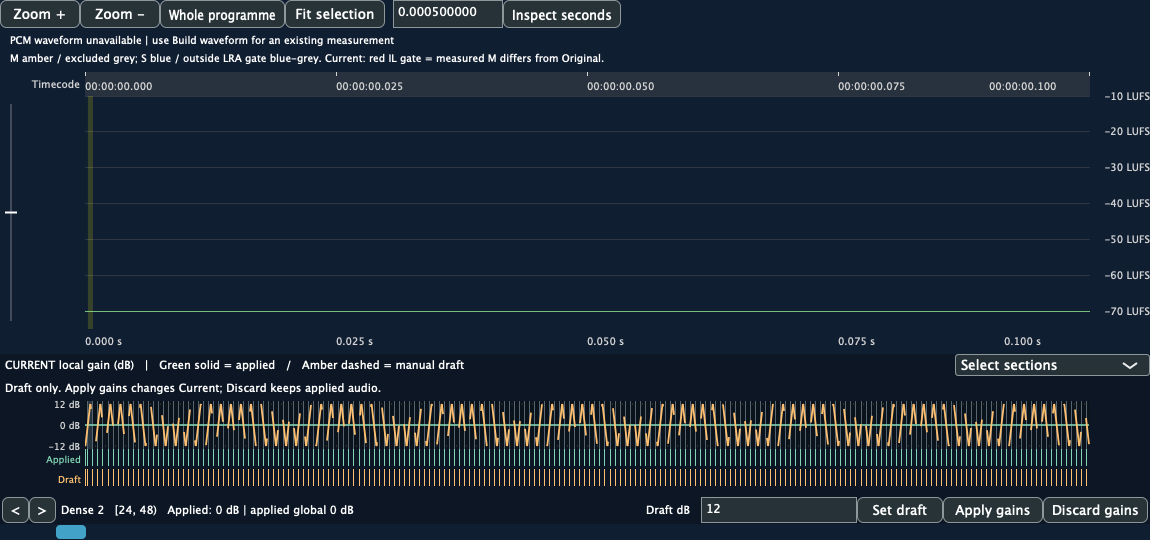 Zoom + Zoom − Whole programme Fit selection 0.000500000 Inspect seconds
PCM waveform unavailable | use Build waveform for an existing measurement
M amber / excluded grey; S blue / outside LRA gate blue-grey. Current: red IL gate = measured M differs from Original.
Timecode 00:00:00.000 00:00:00.025 00:00:00.050 00:00:00.075 00:00:00.100
−10 LUFS
−20 LUFS
−30 LUFS
−40 LUFS
−50 LUFS
−60 LUFS
−70 LUFS
0.000 s 0.025 s 0.050 s 0.075 s 0.100 s
CURRENT local gain (dB) | Green solid = applied / Amber dashed = manual draft Select sections
Draft only. Apply gains changes Current; Discard keeps applied audio.
12 dB
0 dB
−12 dB
Applied
Draft
< > Dense 2 [24, 48) Applied: 0 dB | applied global 0 dB Draft dB 12 Set draft Apply gains Discard gains